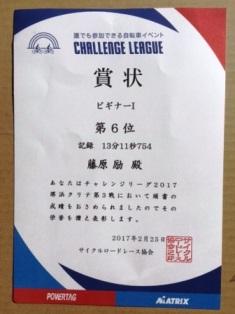 誰でも参加できる自転車イベント
CHALLENGE LEAGUE
賞状
ビギナーI
第6位
記録 13分11秒754
藤原励 殿
あなたはチャレンジリーグ2017
第3戦において頭書の
成績をおさめられましたのでその
栄誉を讃え表彰します。
2017年2月25日
サイクルロードレース協会
POWERTAG
MATRIX